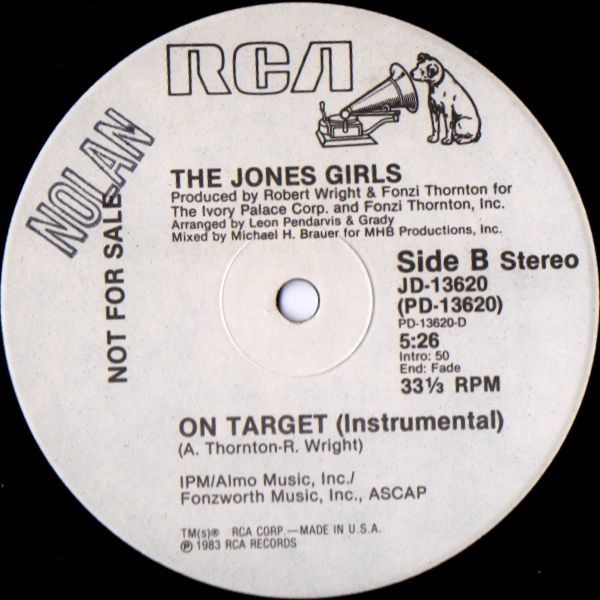 RCA
NOLAN
NOT FOR SALE
THE JONES GIRLS
Produced by Robert Wright & Fonzi Thornton for
The Ivory Palace Corp. and Fonzi Thornton, Inc.
Arranged by Leon Pendarvis & Grady
Mixed by Michael H. Brauer for MHB Productions, Inc.
Side B Stereo
JD-13620
(PD-13620)
PD-13620-D
5:26
Intro: 50
End: Fade
33⅓ RPM
ON TARGET (Instrumental)
(A. Thornton-R. Wright)
IPM/Almo Music, Inc./
Fonzworth Music, Inc., ASCAP
TM(s)® RCA CORP.—MADE IN U.S.A.
℗ 1983 RCA RECORDS